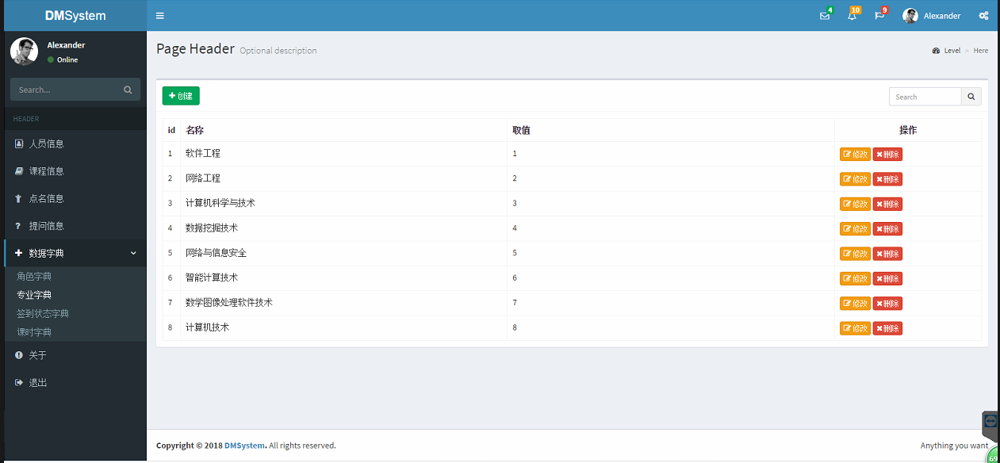 DMSystem
4
10
9
Alexander
Alexander
Online
Page Header Optional description
Level > Here
Search...
创建
Search
HEADER
人员信息
课程信息
点名信息
提问信息
数据字典
角色字典
专业字典
签到状态字典
课时字典
关于
退出
id 名称 取值 操作
1 软件工程 1 修改 删除
2 网络工程 2 修改 删除
3 计算机科学与技术 3 修改 删除
4 数据挖掘技术 4 修改 删除
5 网络与信息安全 5 修改 删除
6 智能计算技术 6 修改 删除
7 数学图像处理软件技术 7 修改 删除
8 计算机技术 8 修改 删除
Copyright © 2018 DMSystem. All rights reserved.
Anything you want
69